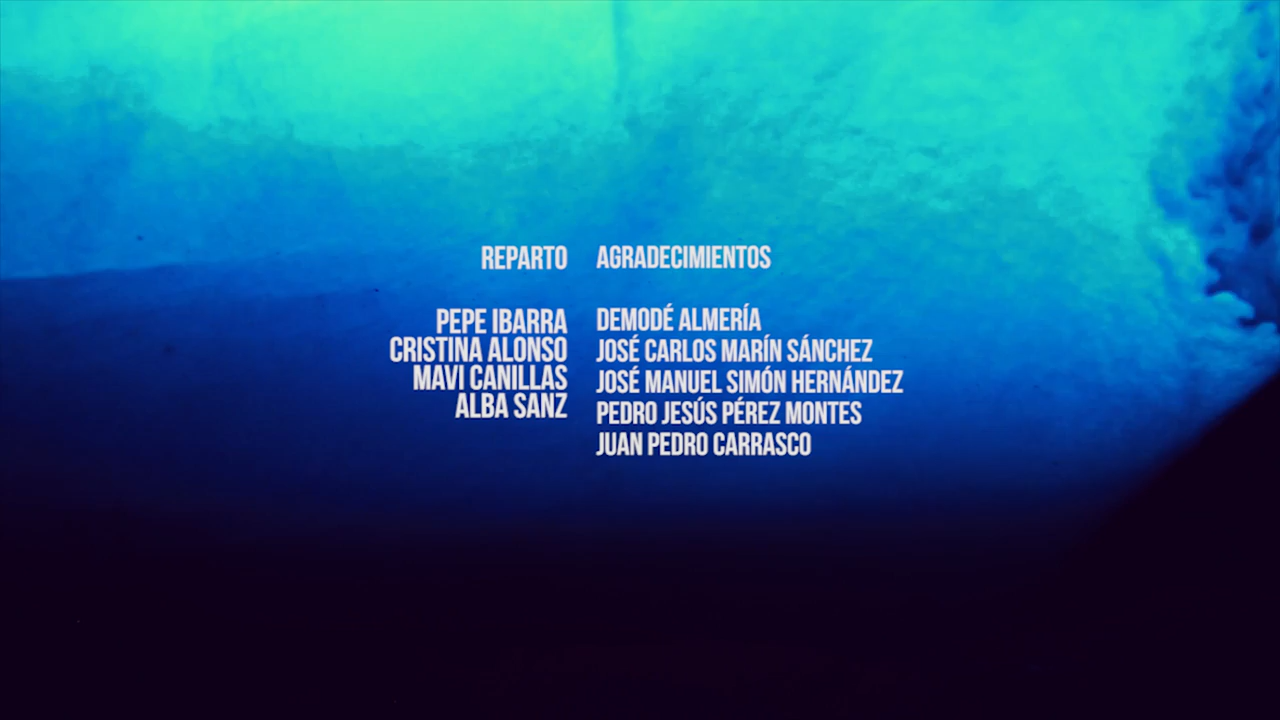 REPARTO
PEPE IBARRA
CRISTINA ALONSO
MAVI CANILLAS
ALBA SANZ
AGRADECIMIENTOS
DEMODÉ ALMERÍA
JOSÉ CARLOS MARÍN SÁNCHEZ
JOSÉ MANUEL SIMÓN HERNÁNDEZ
PEDRO JESÚS PÉREZ MONTES
JUAN PEDRO CARRASCO